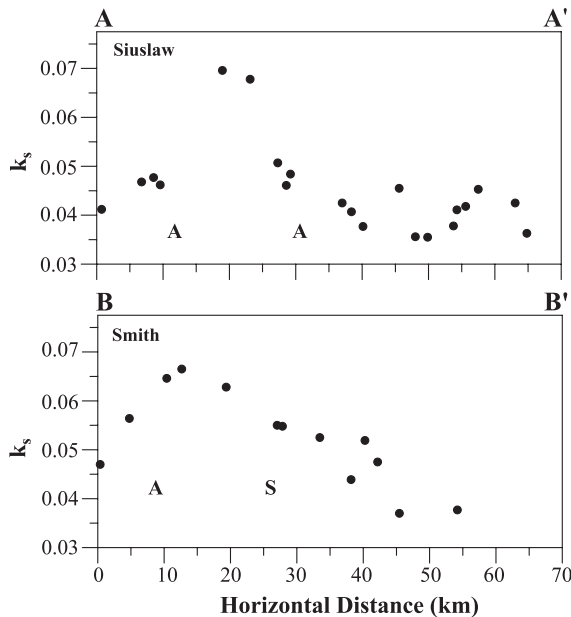 A A'
Siuslaw
0.07
0.06
0.05
0.04
0.03
k_s
A A
B B'
Smith
0.07
0.06
0.05
0.04
0.03
k_s
A S
0 10 20 30 40 50 60 70
Horizontal Distance (km)